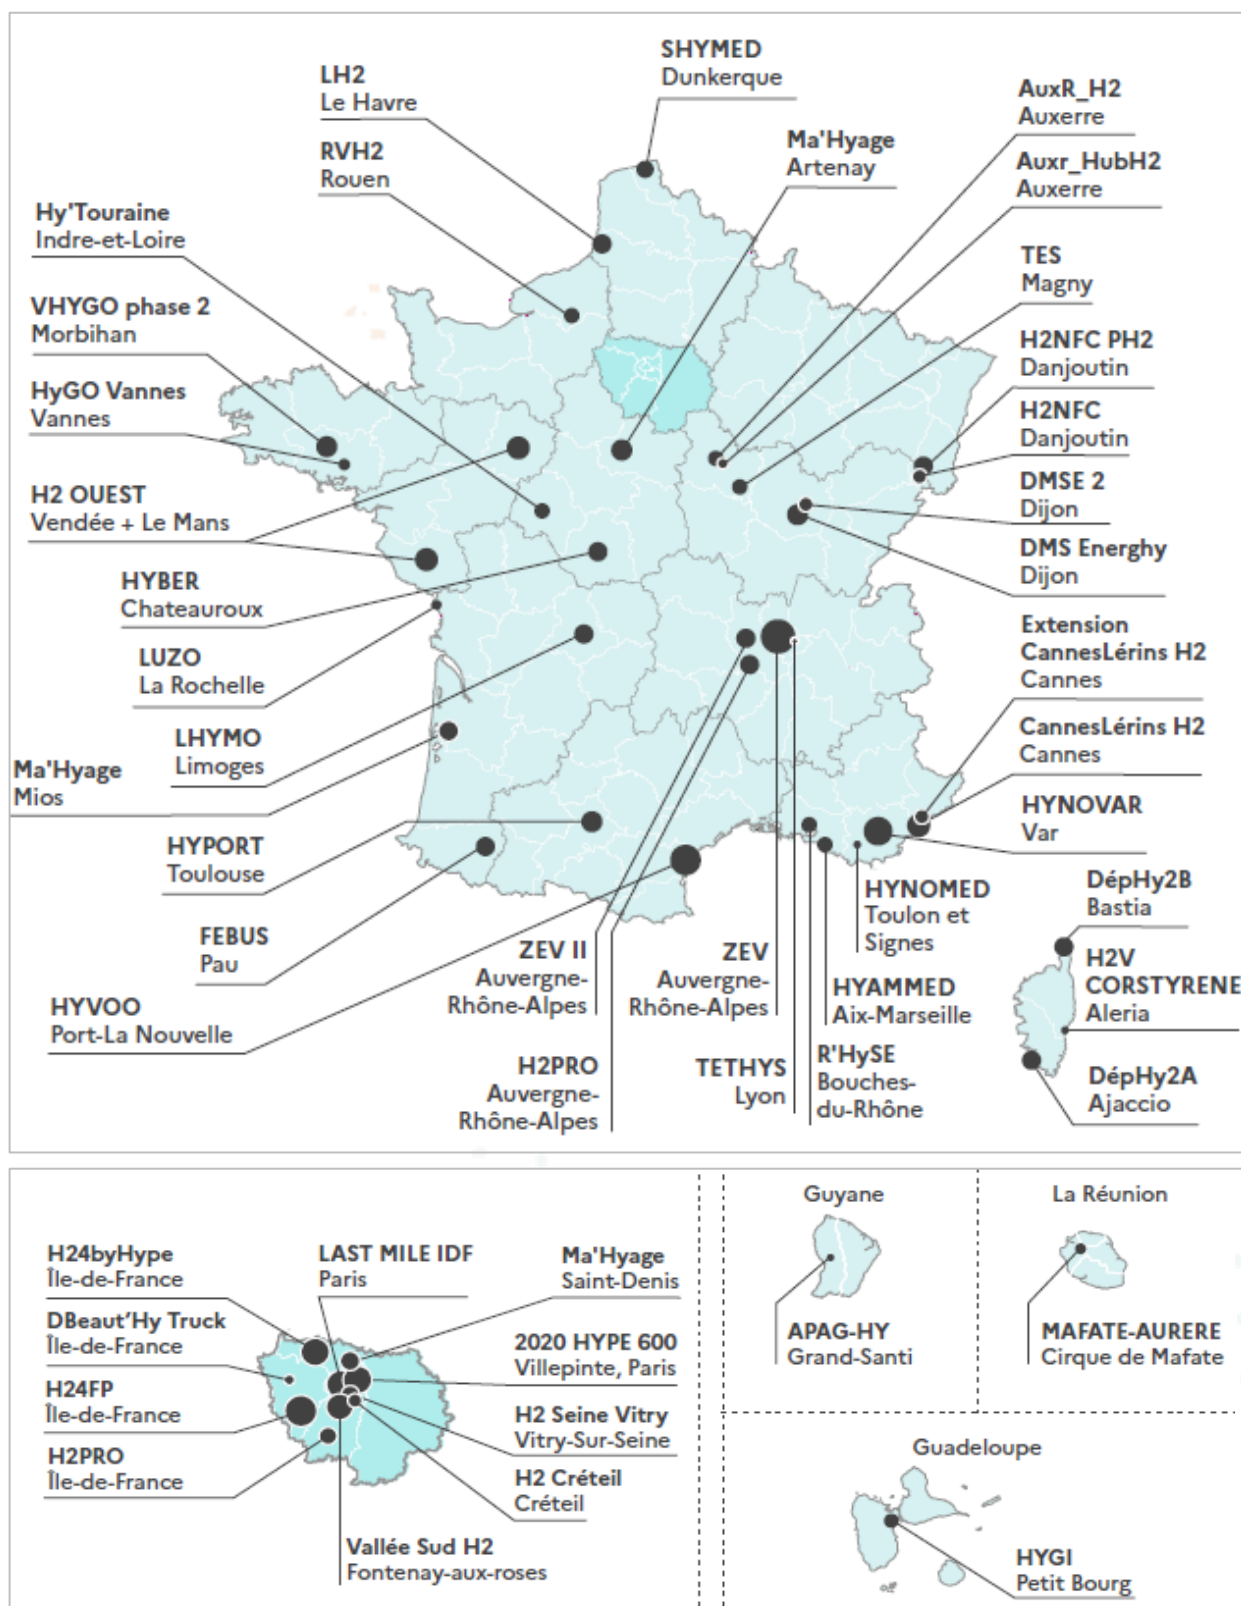 SHYMED
Dunkerque
LH2
Le Havre
AuxR_H2
Auxerre
Ma'Hyage
Artenay
RVH2
Rouen
Auxr_HubH2
Auxerre
Hy'Touraine
Indre-et-Loire
TES
Magny
VHYGO phase 2
Morbihan
H2NFC PH2
Danjoutin
HyGO Vannes
Vannes
H2NFC
Danjoutin
H2 OUEST
Vendée + Le Mans
DMSE 2
Dijon
DMS Energhy
Dijon
HYBER
Chateauroux
Extension
CannesLérins H2
Cannes
LUZO
La Rochelle
LHYMO
Limoges
CannesLérins H2
Cannes
Ma'Hyage
Mios
HYNOVAR
Var
HYPORT
Toulouse
HYNOMED
Toulon et
Signes
DépHy2B
Bastia
FEBUS
Pau
ZEV II
Auvergne-
Rhône-Alpes
ZEV
Auvergne-
Rhône-Alpes
H2V
CORSTYRENE
Aleria
HYAMMED
Aix-Marseille
HYVOO
Port-La Nouvelle
H2PRO
Auvergne-
Rhône-Alpes
TETHYS
Lyon
R'HySE
Bouches-
du-Rhône
DépHy2A
Ajaccio
H24byHype
Île-de-France
LAST MILE IDF
Paris
Ma'Hyage
Saint-Denis
DBeaut'Hy Truck
Île-de-France
2020 HYPE 600
Villepinte, Paris
H24FP
Île-de-France
H2 Seine Vitry
Vitry-Sur-Seine
H2PRO
Île-de-France
H2 Créteil
Créteil
Vallée Sud H2
Fontenay-aux-roses
Guyane
APAG-HY
Grand-Santi
La Réunion
MAFATE-AURERE
Cirque de Mafate
Guadeloupe
HYGI
Petit Bourg